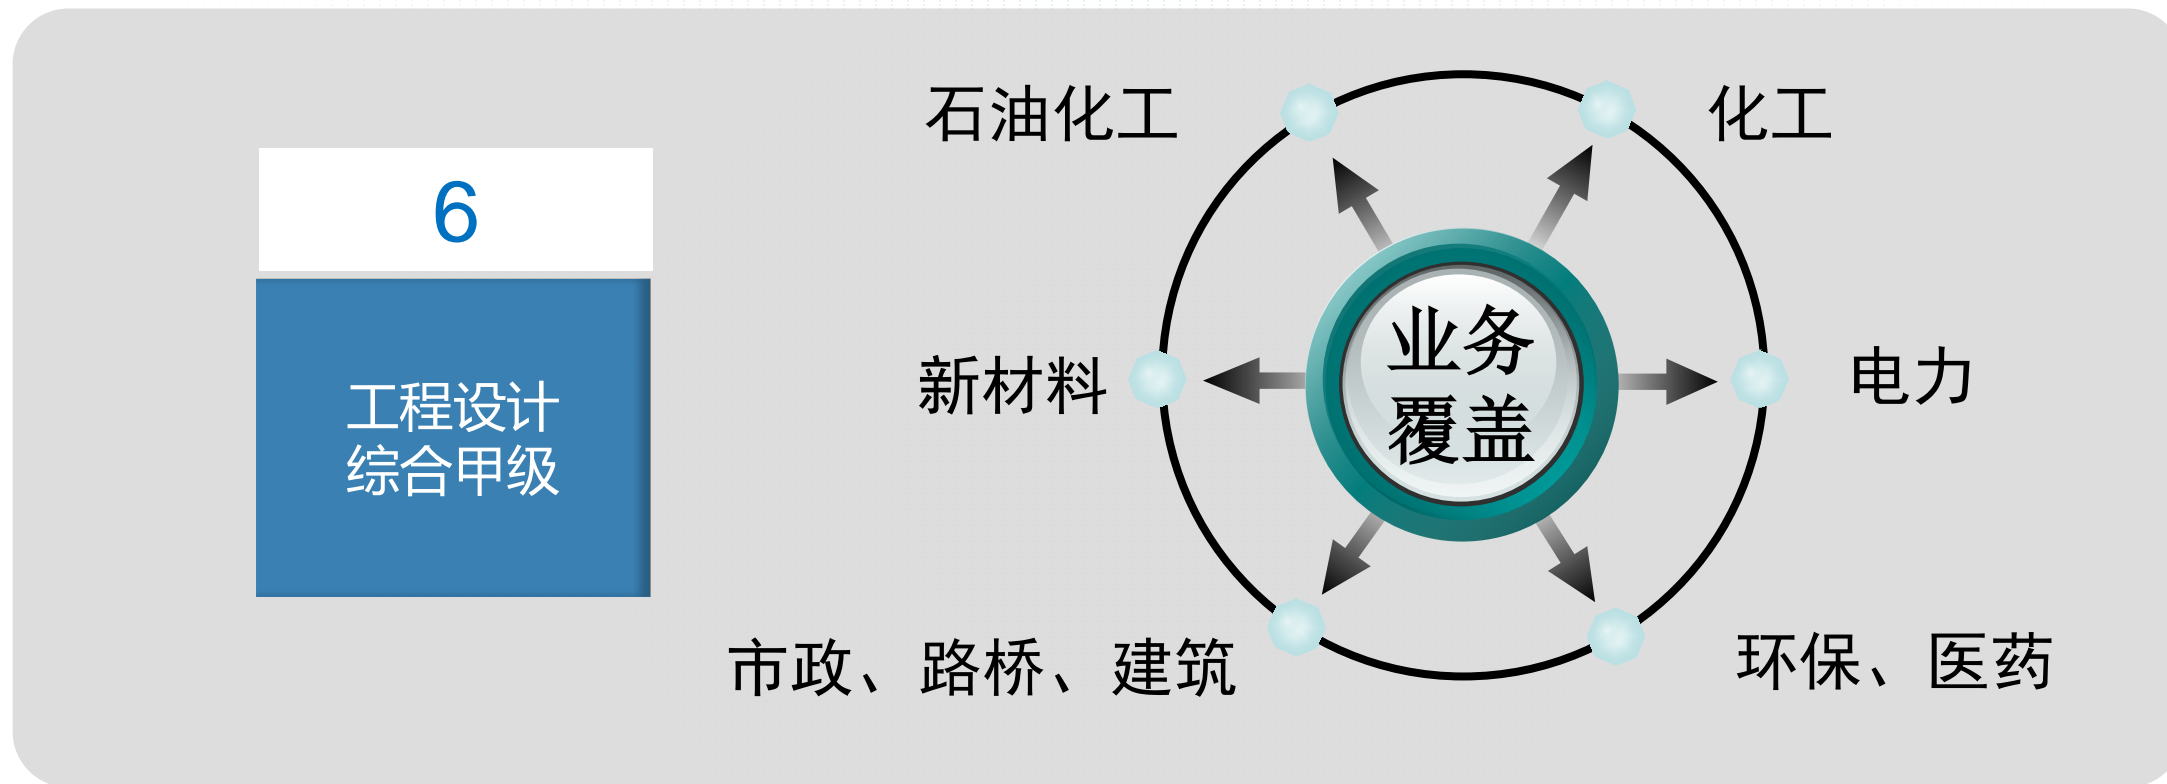 6
工程设计
综合甲级
石油化工
化工
新材料
业务
覆盖
电力
市政、路桥、建筑
环保、医药